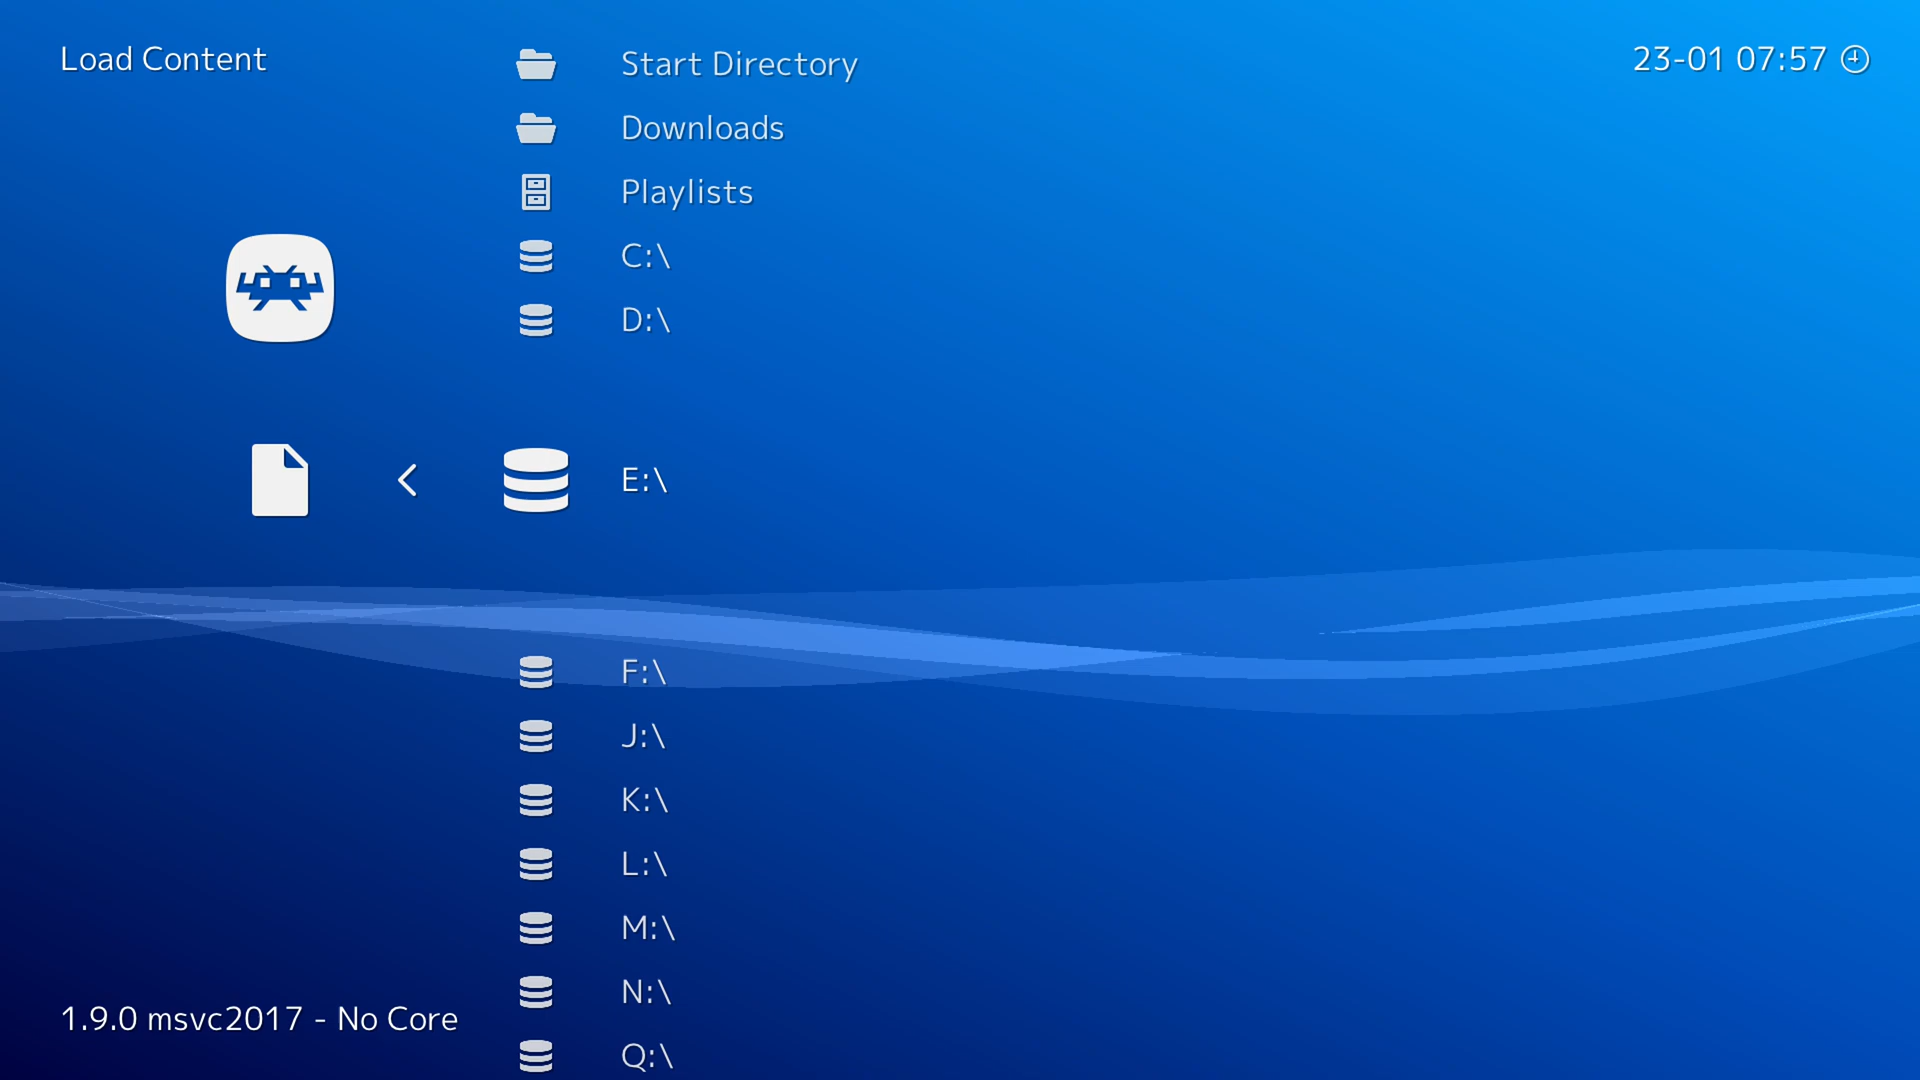 Load Content
23-01 07:57
Start Directory
Downloads
Playlists
C:\
D:\
E:\
F:\
J:\
K:\
L:\
M:\
N:\
Q:\
1.9.0 msvc2017 - No Core